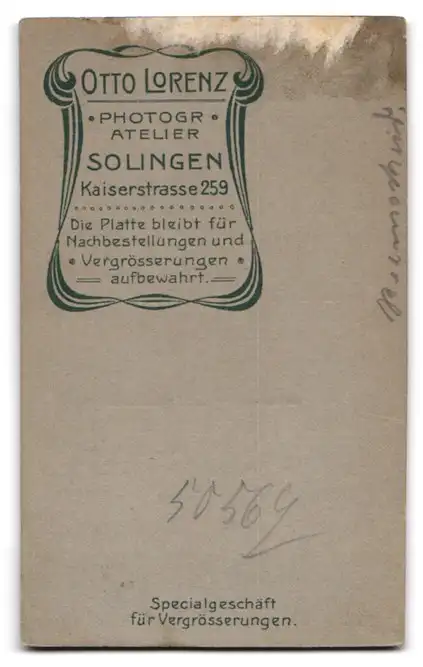 OTTO LORENZ
• PHOTOGR •
ATELIER
SOLINGEN
Kaiserstrasse 259
Die Platte bleibt für
Nachbestellungen und
• Vergrösserungen •
aufbewahrt.
50564
Specialgeschäft
für Vergrösserungen.